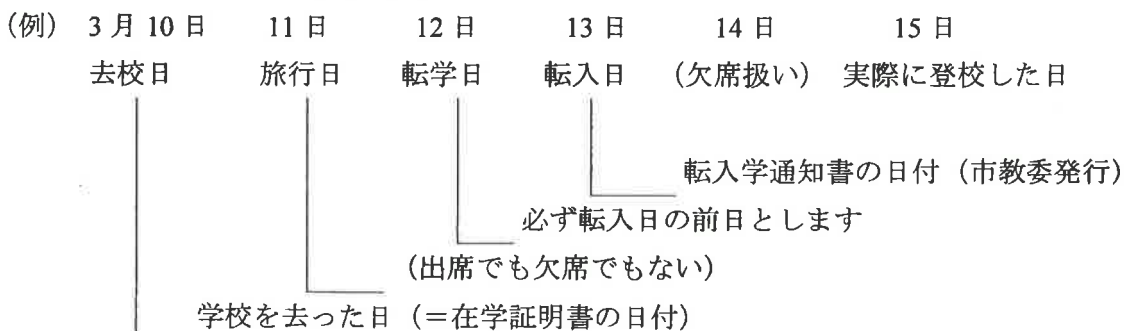 (例) 3月10日 11日 12日 13日 14日 15日
去校日 旅行日 転学日 転入日 (欠席扱い) 実際に登校した日
転入学通知書の日付(市教委発行)
必ず転入日の前日とします
(出席でも欠席でもない)
学校を去った日(=在学証明書の日付)